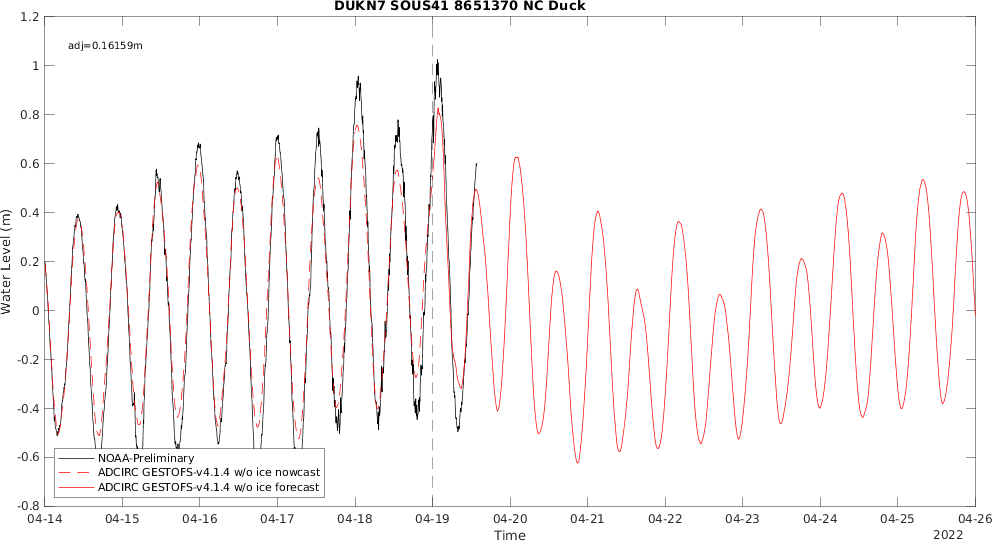 DUKN7 SOUS41 8651370 NC Duck
adj=0.16159m
1.2
1
0.8
0.6
0.4
0.2
0
-0.2
-0.4
-0.6
-0.8
Water Level (m)
NOAA-Preliminary
ADCIRC GESTOFS-v4.1.4 w/o ice nowcast
ADCIRC GESTOFS-v4.1.4 w/o ice forecast
04-14 04-15 04-16 04-17 04-18 04-19 04-20 04-21 04-22 04-23 04-24 04-25 04-26
Time
2022